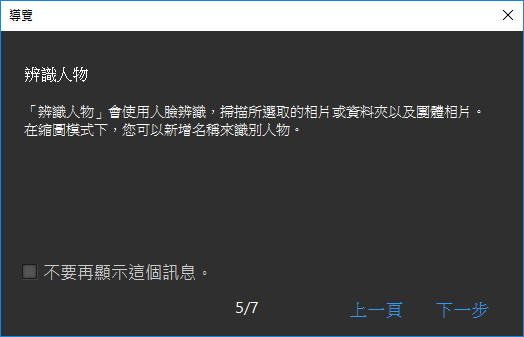 導覽
辨識人物
「辨識人物」會使用人臉辨識，掃描所選取的相片或資料夾以及團體相片。
在縮圖模式下，您可以新增名稱來識別人物。
不要再顯示這個訊息。
5/7
上一頁
下一步